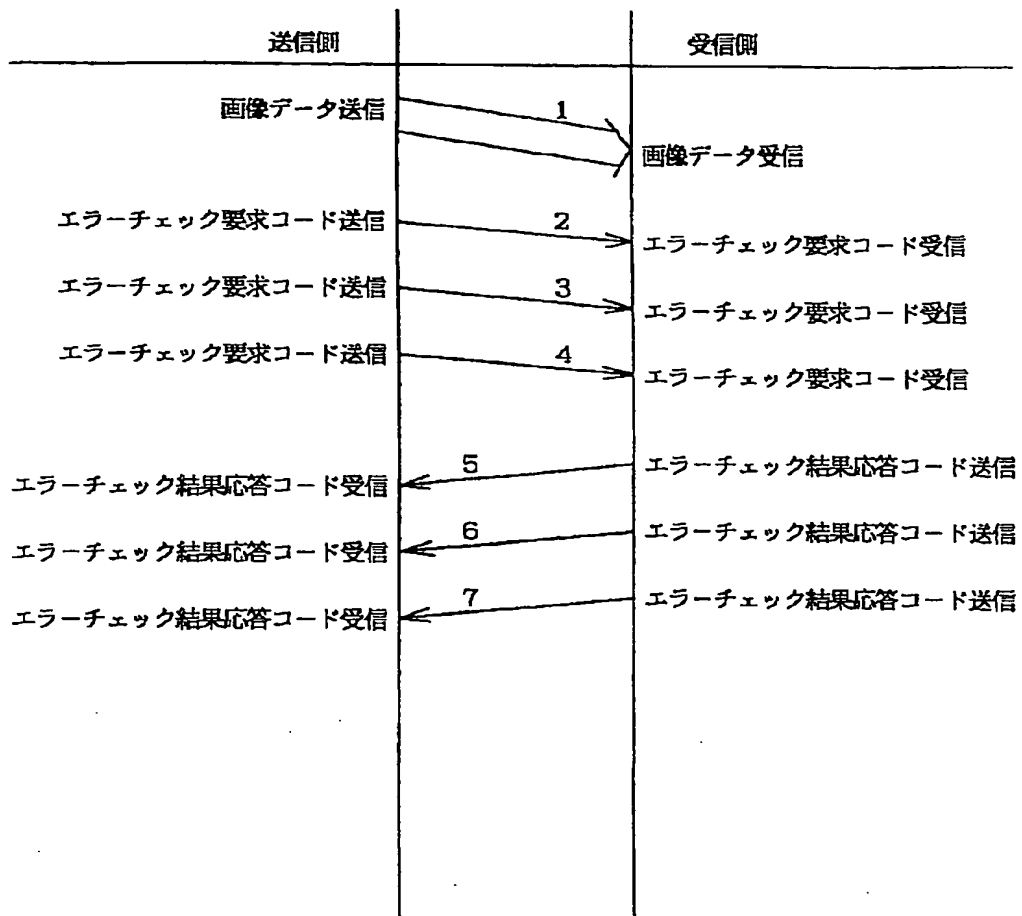 送信側 受信側
画像データ送信 1
画像データ受信
エラーチェック要求コード送信 2
エラーチェック要求コード受信
エラーチェック要求コード送信 3
エラーチェック要求コード受信
エラーチェック要求コード送信 4
エラーチェック要求コード受信
5 エラーチェック結果応答コード送信
エラーチェック結果応答コード受信
6 エラーチェック結果応答コード送信
エラーチェック結果応答コード受信
7 エラーチェック結果応答コード送信
エラーチェック結果応答コード受信